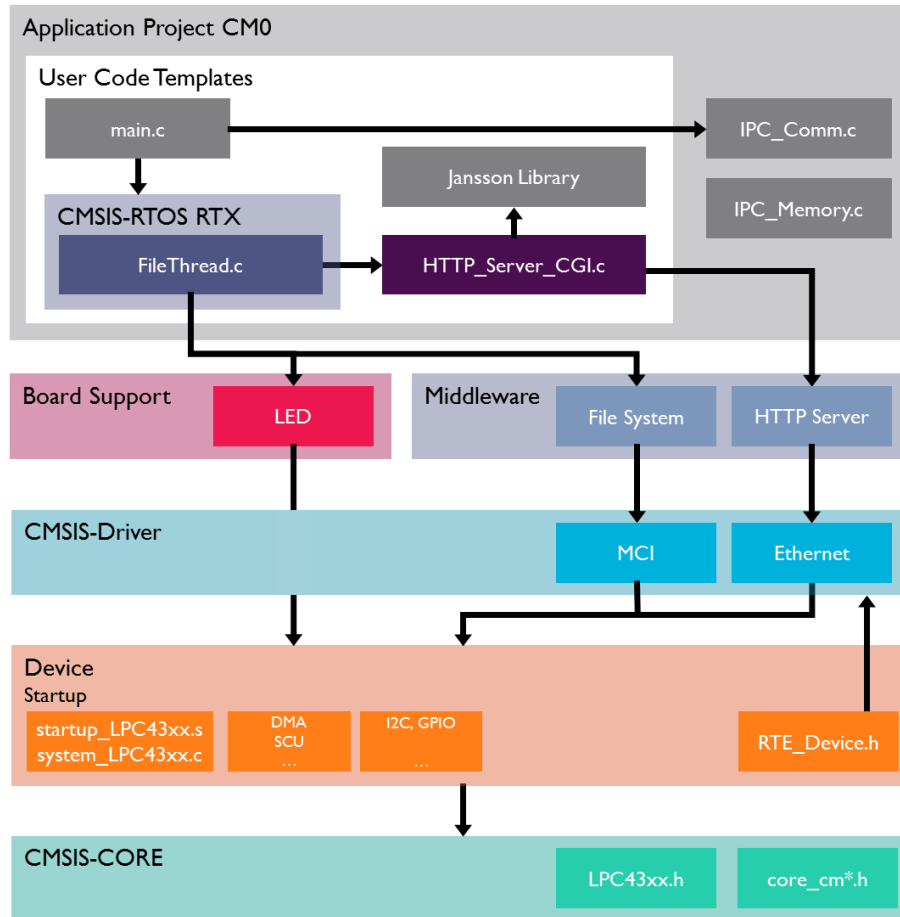 Application Project CM0
User Code Templates
main.c
IPC_Comm.c
Jansson Library
IPC_Memory.c
CMSIS-RTOS RTX
FileThread.c
HTTP_Server_CGI.c
Board Support
LED
Middleware
File System
HTTP Server
CMSIS-Driver
MCI
Ethernet
Device
Startup
startup_LPC43xx.s
system_LPC43xx.c
DMA
SCU
...
I2C, GPIO
...
RTE_Device.h
CMSIS-CORE
LPC43xx.h
core_cm*.h